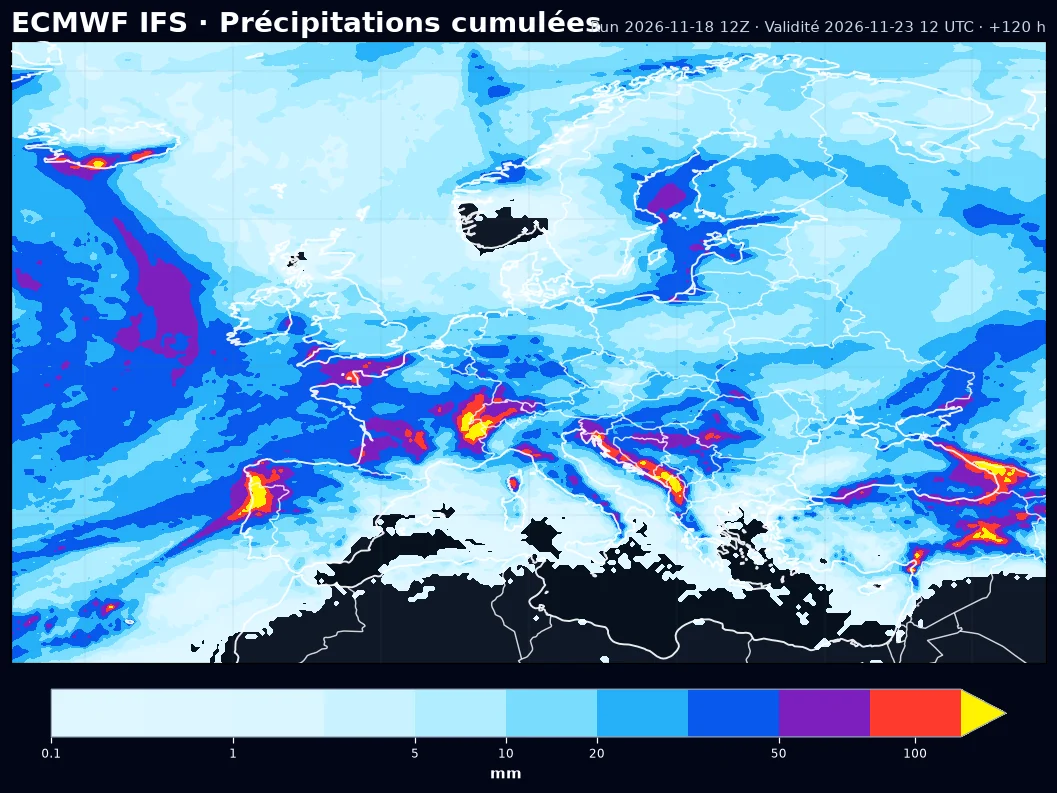 ECMWF IFS · Précipitations cumulées
Run 2026-11-18 12Z · Validité 2026-11-23 12 UTC · +120 h
0.1 1 5 10 20 50 100
mm